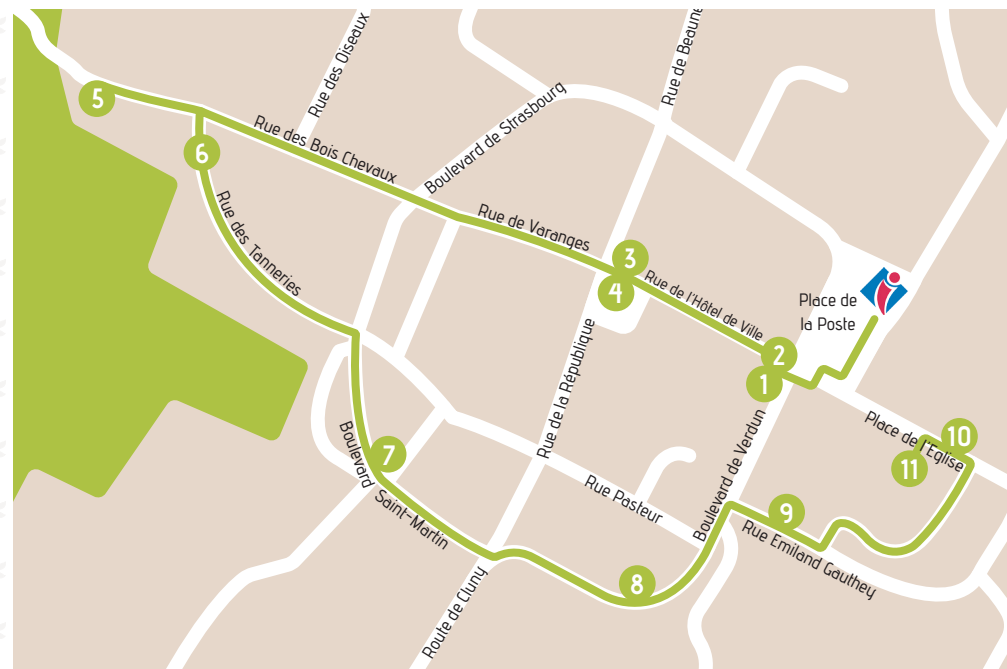 Rue des Oiseaux
Rue de Beaune
Boulevard de Strasbourg
5
Rue des Bois Chevaux
6
Rue des Tanneries
Rue de Varanges
3
4
Rue de l'Hôtel de Ville
Place de
la Poste
i
2
1
Rue de la République
Boulevard de Verdun
Place de l'Eglise
10
11
7
Boulevard
Saint-Martin
Rue Pasteur
9
Rue Emiland Gauthey
8
Route de Cluny